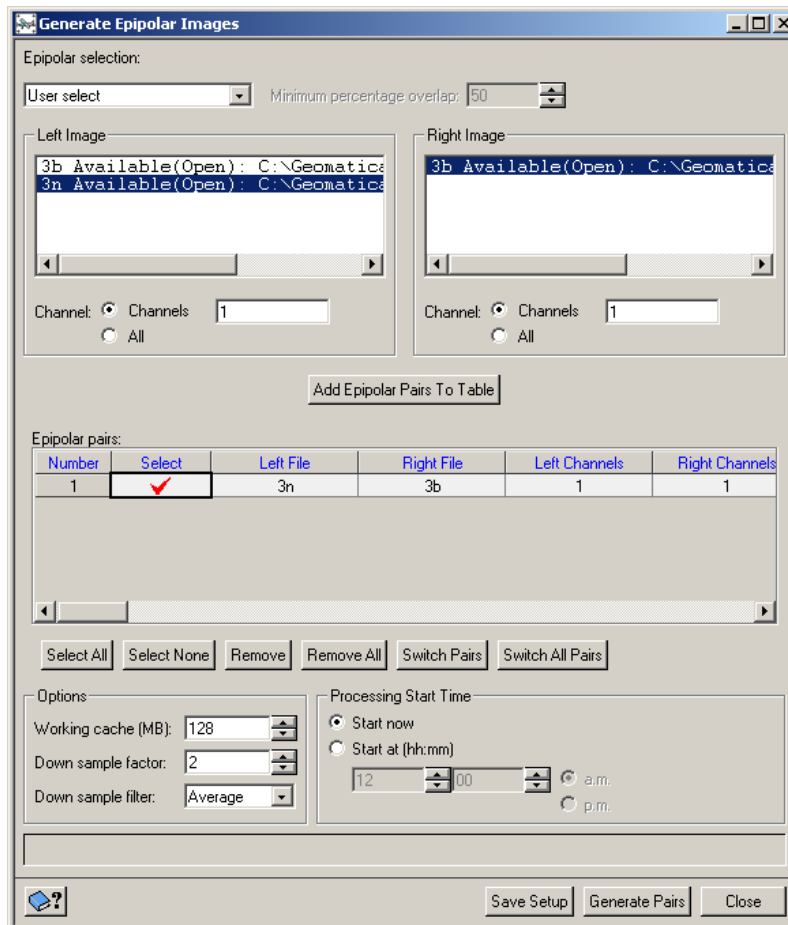 Generate Epipolar Images
Epipolar selection:
User select Minimum percentage overlap: 50
Left Image
3b Available(Open): C:\Geomatica
3n Available(Open): C:\Geomatica
Channel: Channels 1
All
Right Image
3b Available(Open): C:\Geomatica
Channel: Channels 1
All
Add Epipolar Pairs To Table
Epipolar pairs:
Number Select Left File Right File Left Channels Right Channels
1 3n 3b 1 1
Select All Select None Remove Remove All Switch Pairs Switch All Pairs
Options
Working cache (MB): 128
Down sample factor: 2
Down sample filter: Average
Processing Start Time
Start now
Start at (hh:mm)
12 00 a.m.
p.m.
? Save Setup Generate Pairs Close